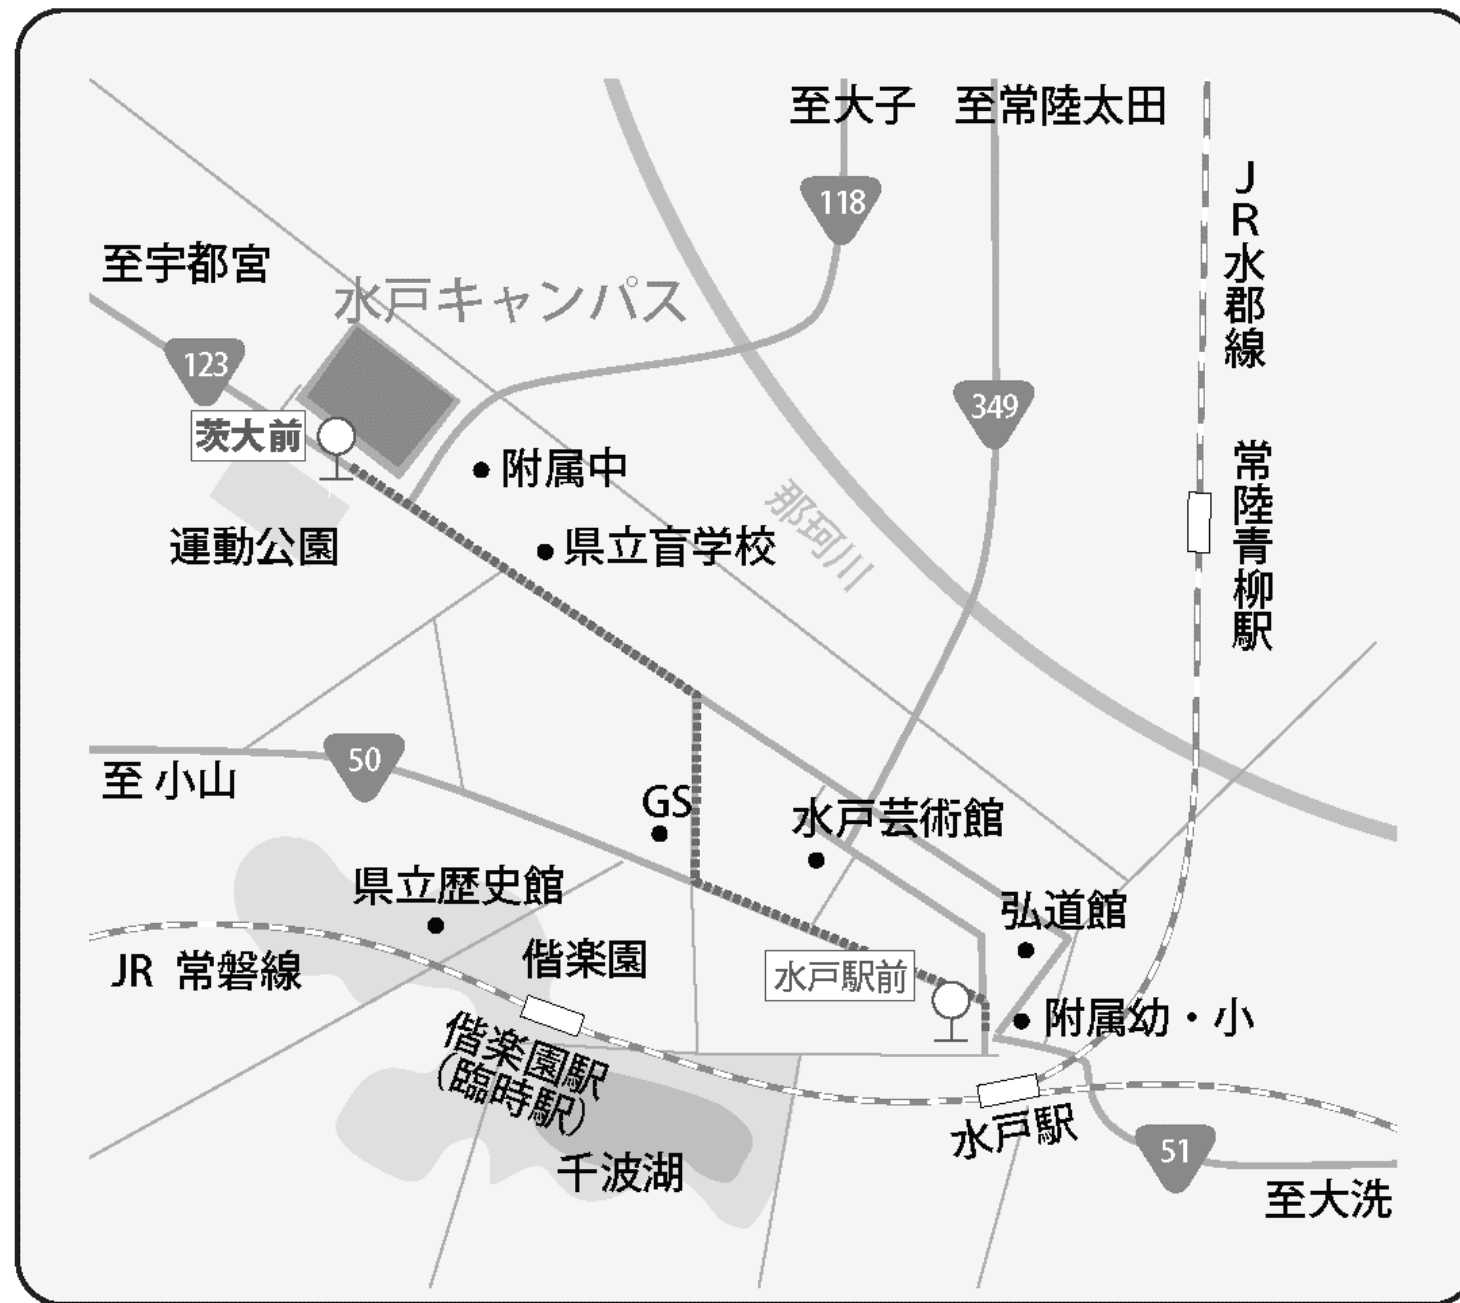 至大子
至常陸太田
118
JR水郡線
至宇都宮
水戸キャンパス
123
349
茨大前
附属中
常陸青柳駅
那珂川
運動公園
県立盲学校
50
至 小山
GS
水戸芸術館
県立歴史館
弘道館
偕楽園
JR 常磐線
水戸駅前
附属幼・小
偕楽園駅
(臨時駅)
水戸駅
51
千波湖
至大洗